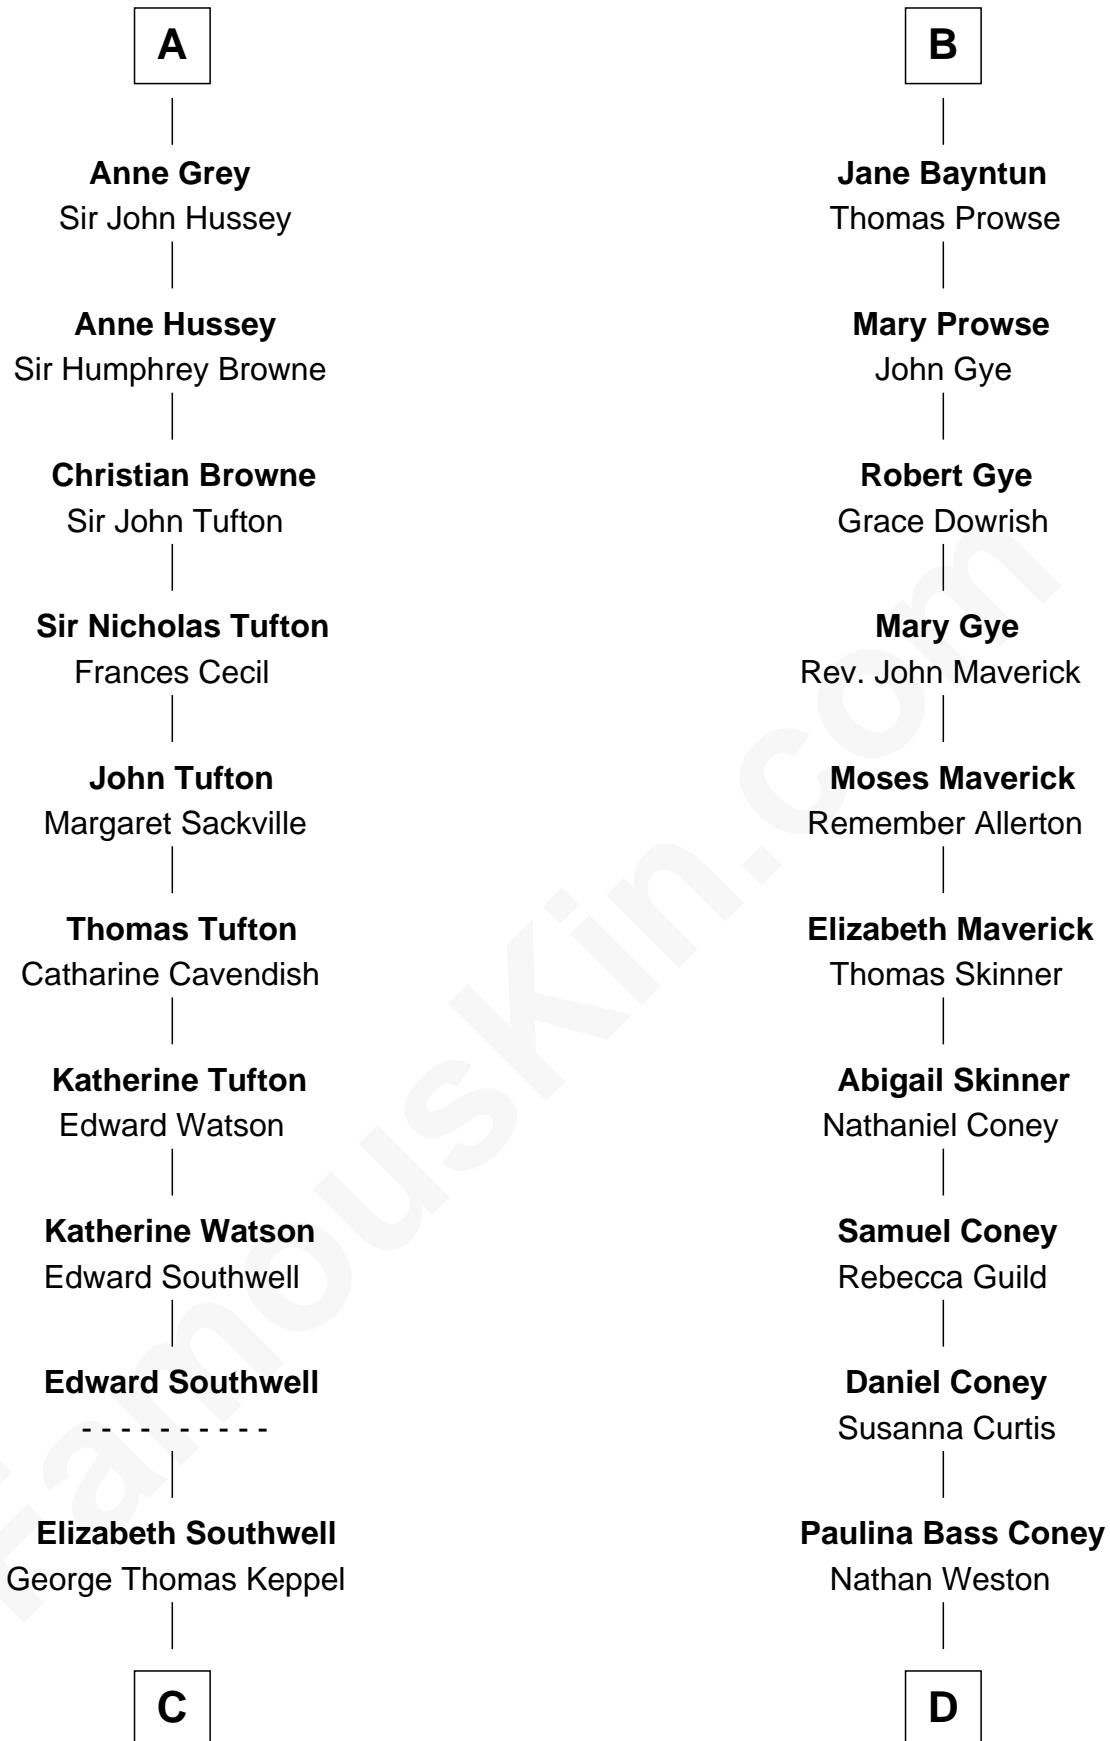 A
Anne Grey
Sir John Hussey
Anne Hussey
Sir Humphrey Browne
Christian Browne
Sir John Tufton
Sir Nicholas Tufton
Frances Cecil
John Tufton
Margaret Sackville
Thomas Tufton
Catharine Cavendish
Katherine Tufton
Edward Watson
Katherine Watson
Edward Southwell
Edward Southwell
- - - - - - - - - -
Elizabeth Southwell
George Thomas Keppel
C
B
Jane Bayntun
Thomas Prowse
Mary Prowse
John Gye
Robert Gye
Grace Dowrish
Mary Gye
Rev. John Maverick
Moses Maverick
Remember Allerton
Elizabeth Maverick
Thomas Skinner
Abigail Skinner
Nathaniel Coney
Samuel Coney
Rebecca Guild
Daniel Coney
Susanna Curtis
Paulina Bass Coney
Nathan Weston
D
FamousKin.com